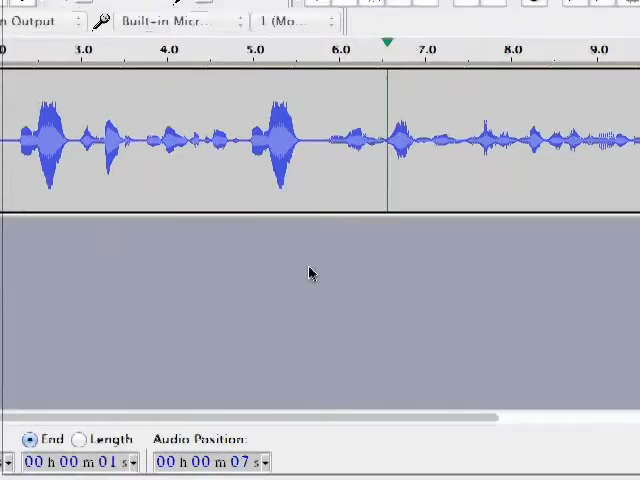 n Output Built-in Micr... 1 (Mo...
0 3.0 4.0 5.0 6.0 7.0 8.0 9.0
End Length Audio Position:
s 00 h 00 m 01 s 00 h 00 m 07 s